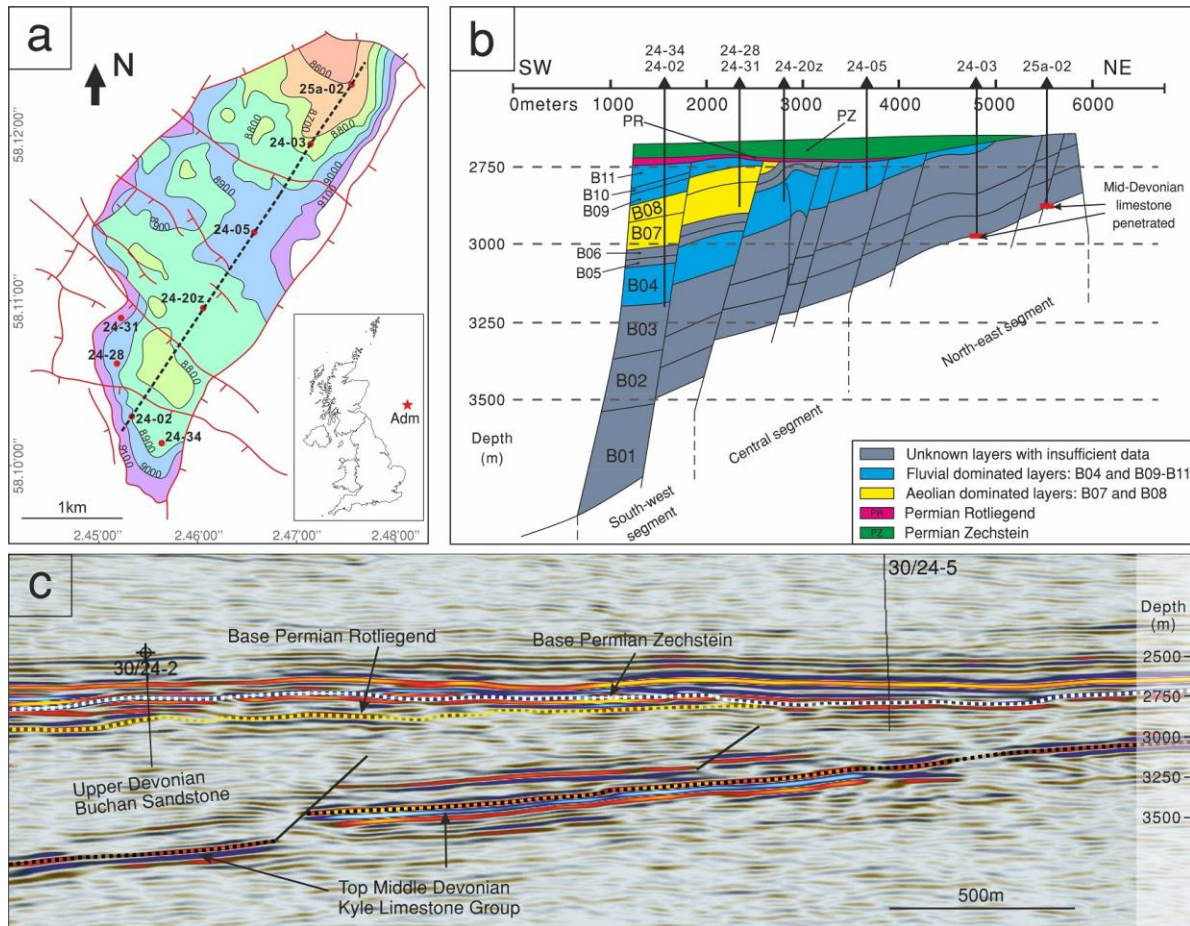 a
N
8600
25a-02
8700
8800
8800
24-03
9000
9100
8900
8900
24-05
24-20z
24-31
24-28
8800
24-02
24-34
8900
9000
9100
58.12'00"
58.11'00"
58.10'00"
1km
2.45'00"
2.46'00"
2.47'00"
2.48'00"
Adm
b
24-34
24-02
24-28
24-31
24-20z
24-05
24-03
25a-02
SW
NE
0meters
1000
2000
3000
4000
5000
6000
PR
PZ
2750
3000
3250
3500
Depth
(m)
B11
B10
B09
B08
B07
B06
B05
B04
B03
B02
B01
Mid-Devonian
limestone
penetrated
North-east segment
Central segment
South-west
segment
Unknown layers with insufficient data
Fluvial dominated layers: B04 and B09-B11
Aeolian dominated layers: B07 and B08
PR Permian Rotliegend
PZ Permian Zechstein
c
30/24-5
Depth
(m)
2500
2750
3000
3250
3500
30/24-2
Base Permian Rotliegend
Base Permian Zechstein
Upper Devonian
Buchan Sandstone
Top Middle Devonian
Kyle Limestone Group
500m